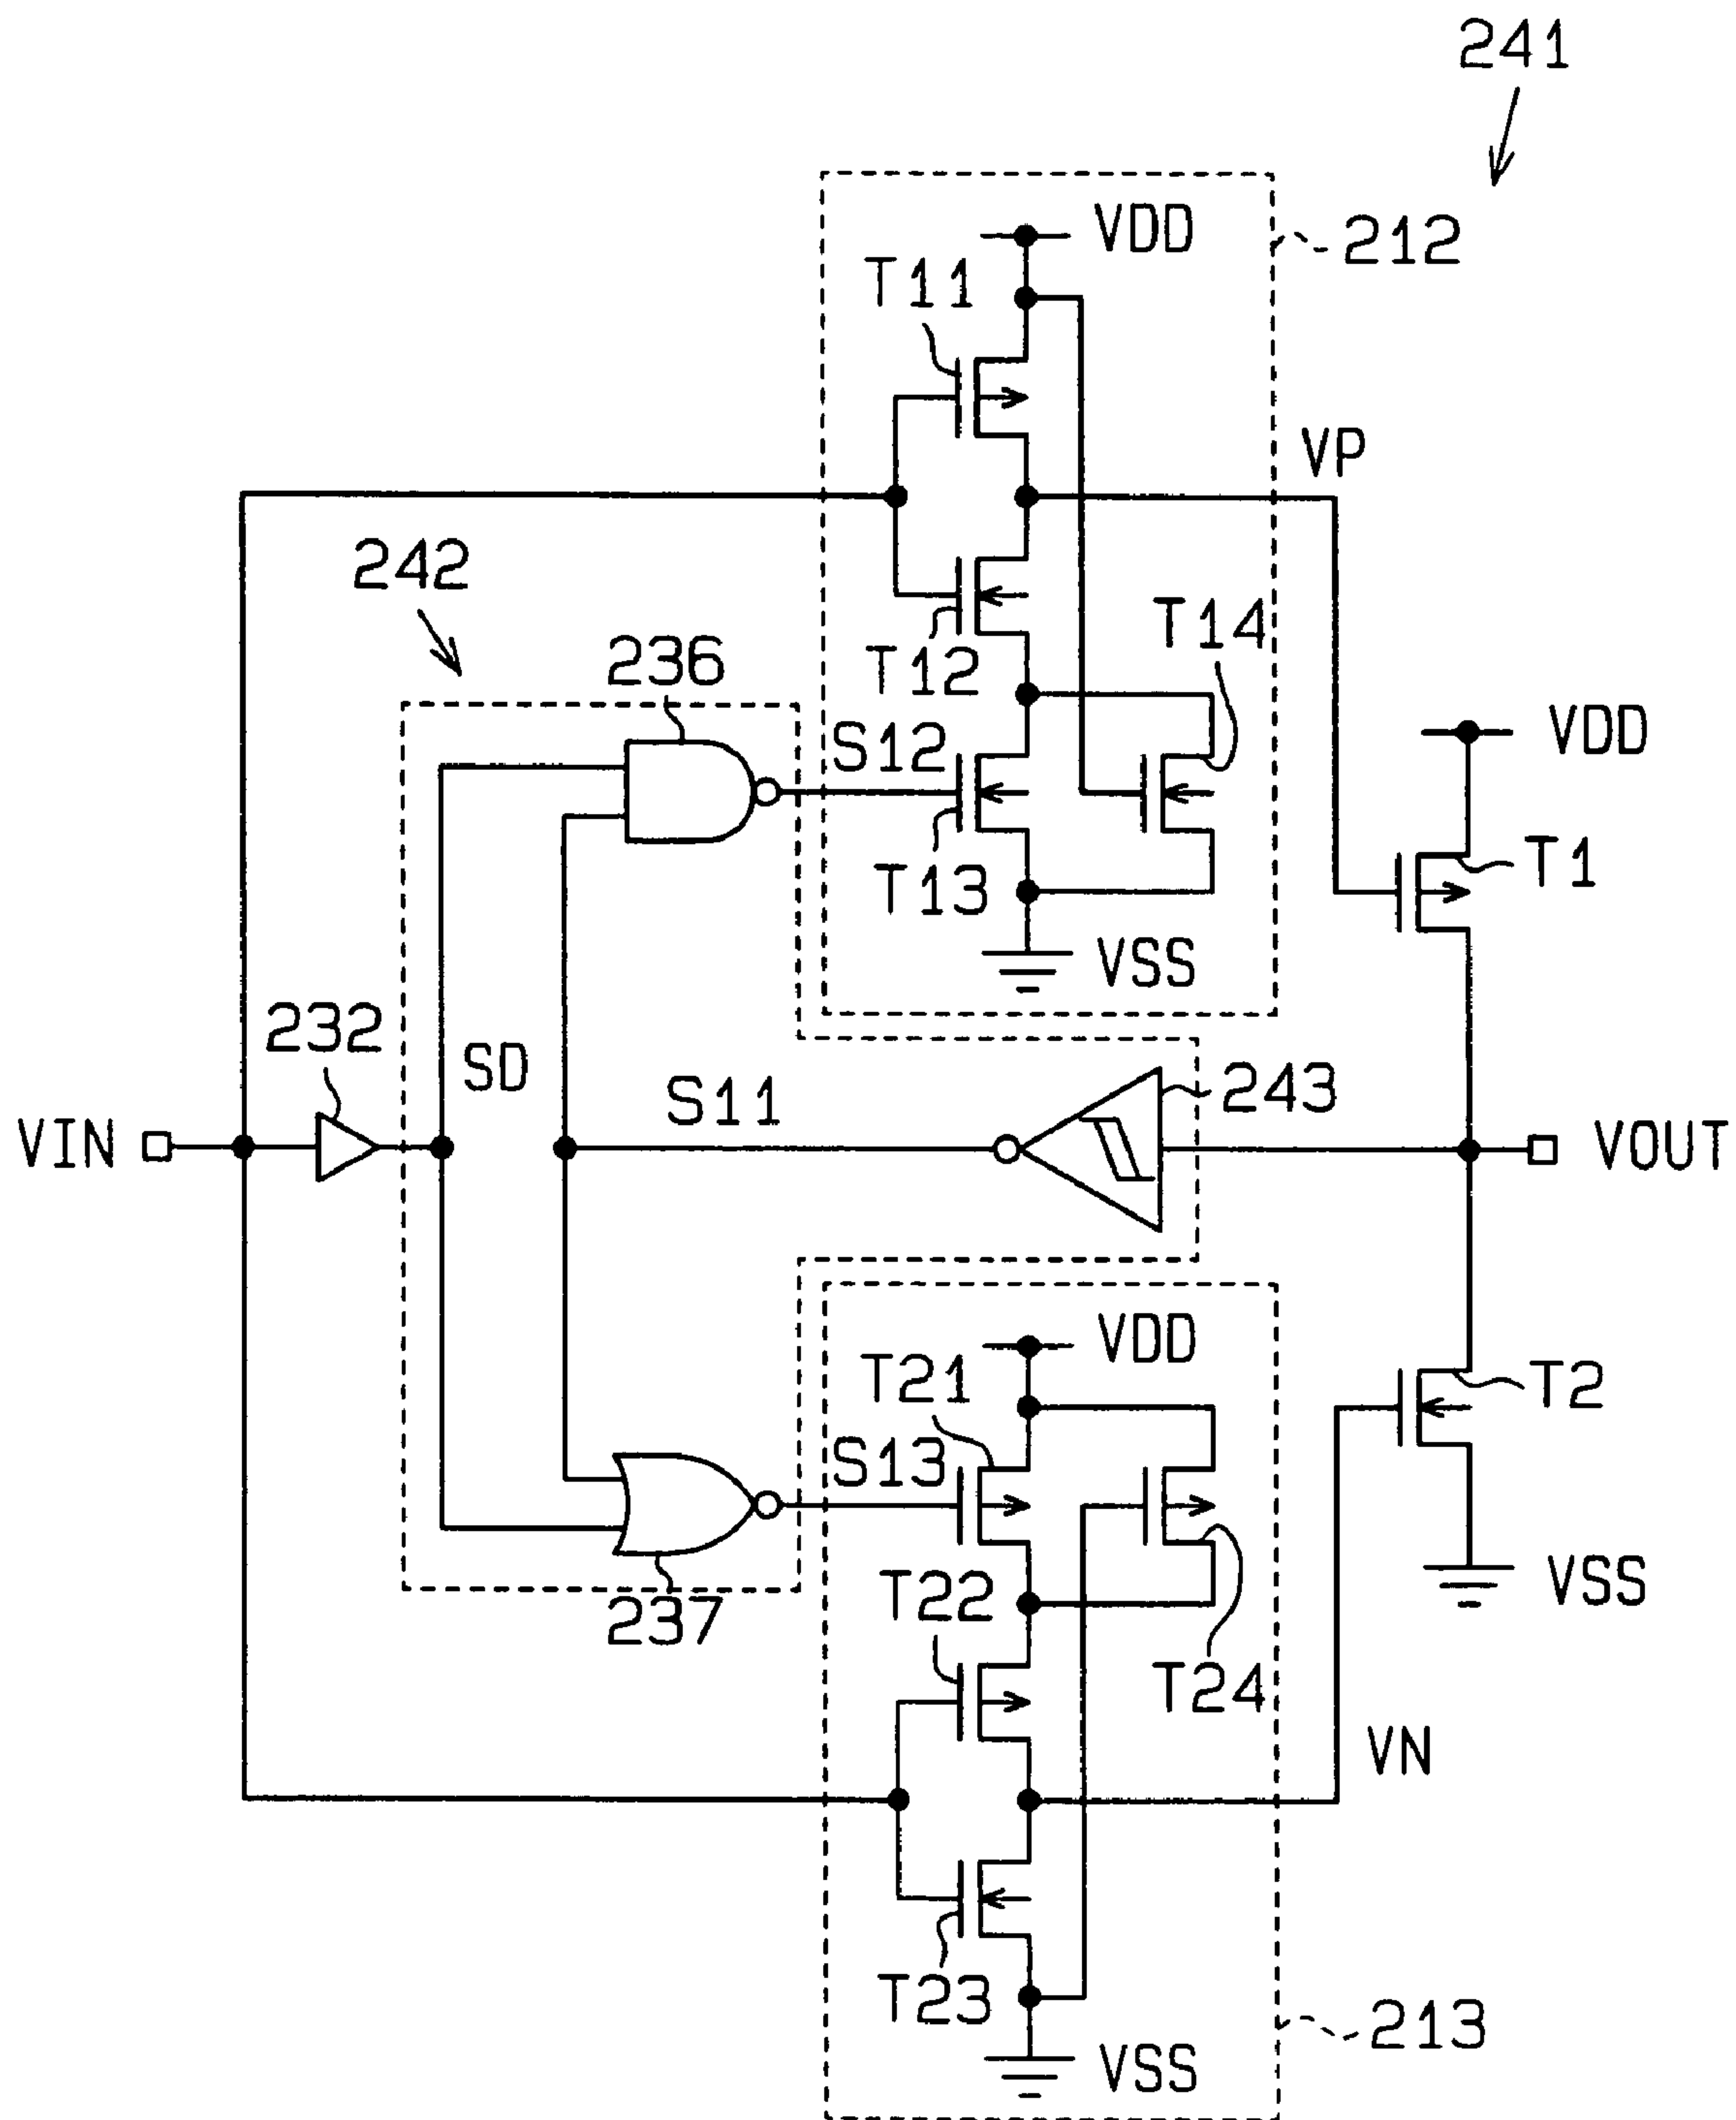 241
VDD
212
T11
VP
242
T14
236
T12
S12
VDD
T13
T1
VSS
232
SD
S11
243
VIN
VOUT
VDD
T21
T2
S13
T22
VSS
237
T24
VN
T23
213
VSS